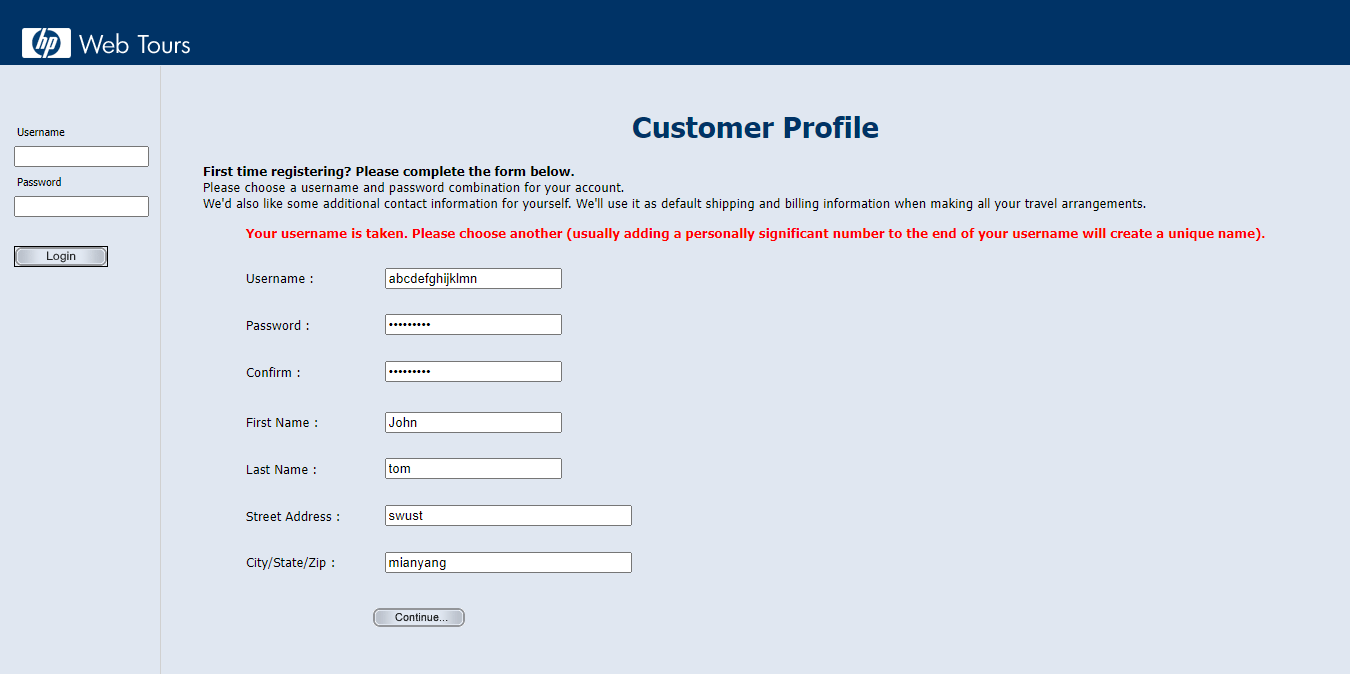 hp Web Tours
Username
Password
Login
Customer Profile
First time registering? Please complete the form below.
Please choose a username and password combination for your account.
We'd also like some additional contact information for yourself. We'll use it as default shipping and billing information when making all your travel arrangements.
Your username is taken. Please choose another (usually adding a personally significant number to the end of your username will create a unique name).
Username : abcdefghijklmn
Password : •••••••••
Confirm : •••••••••
First Name : John
Last Name : tom
Street Address : swust
City/State/Zip : mianyang
Continue...